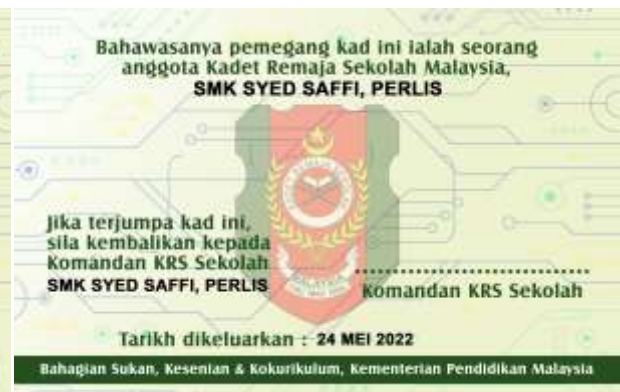 Bahawasanya pemegang kad ini ialah seorang
anggota Kadet Remaja Sekolah Malaysia,
SMK SYED SAFFI, PERLIS
Jika terjumpa kad ini,
sila kembalikan kepada
Komandan KRS Sekolah
SMK SYED SAFFI, PERLIS
Komandan KRS Sekolah
Tarikh dikeluarkan : 24 MEI 2022
Bahagian Sukan, Kesenian & Kokurikulum, Kementerian Pendidikan Malaysia